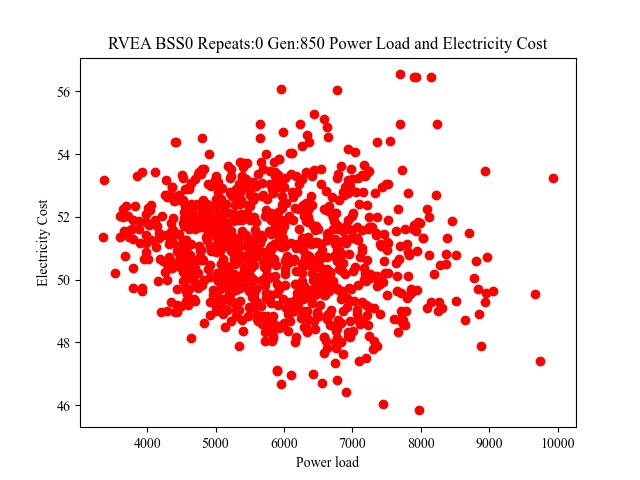 RVEA BSS0 Repeats:0 Gen:850 Power Load and Electricity Cost
56
54
52
50
48
46
Electricity Cost
4000 5000 6000 7000 8000 9000 10000
Power load